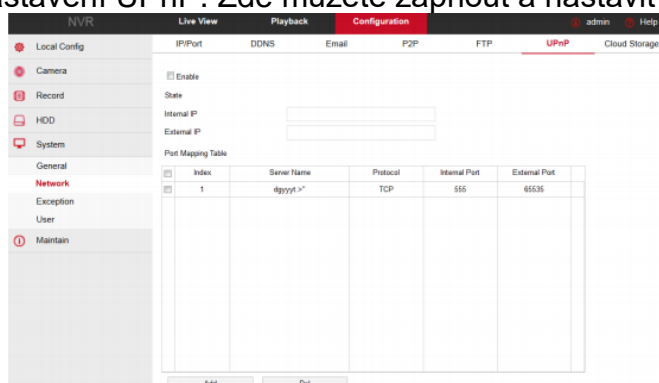 nastavení UPnP. Zde můžete zapnout a nastavit
NVR Live View Playback Configuration admin Help
Local Config
Camera
Record
HDD
System
General
Network
Exception
User
Maintain
IP/Port DDNS Email P2P FTP UPnP Cloud Storage
Enable
State
Internal IP
External IP
Port Mapping Table
Index Server Name Protocol Internal Port External Port
1 dgyyyt.>" TCP 555 65535
Add Del